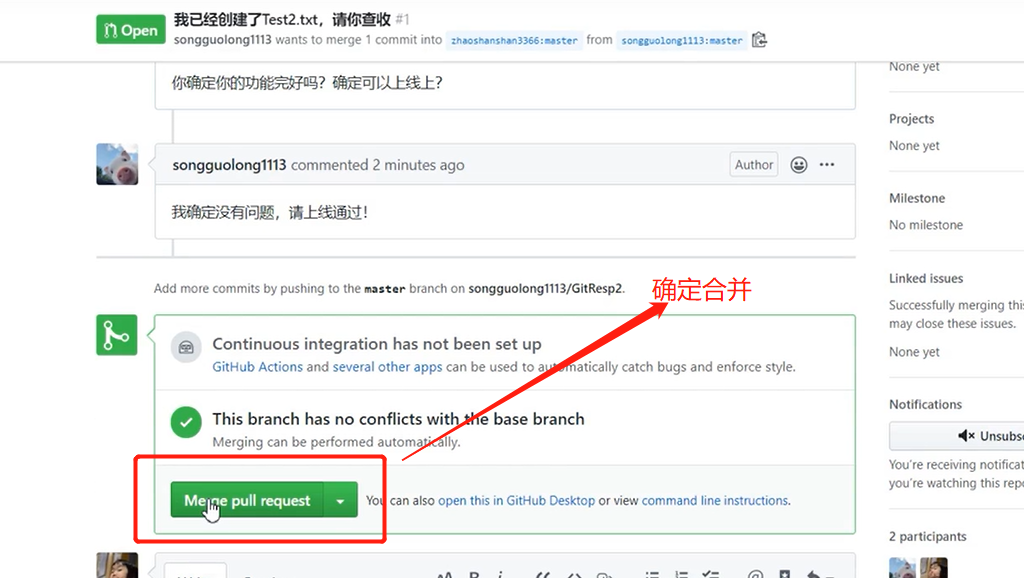 Open
我已经创建了Test2.txt，请你查收 #1
songguolong1113 wants to merge 1 commit into zhaoshanshan3366:master from songguolong1113:master
你确定你的功能完好吗？确定可以上线上？
None yet
Projects
None yet
songguolong1113 commented 2 minutes ago
Author
我确定没有问题，请上线通过！
Milestone
No milestone
Add more commits by pushing to the master branch on songguolong1113/GitResp2.
确定合并
Linked issues
Successfully merging this
may close these issues.
None yet
Continuous integration has not been set up
GitHub Actions and several other apps can be used to automatically catch bugs and enforce style.
This branch has no conflicts with the base branch
Merging can be performed automatically.
Notifications
Unsubsc
You're receiving notificat
you're watching this repo
Merge pull request
You can also open this in GitHub Desktop or view command line instructions.
2 participants